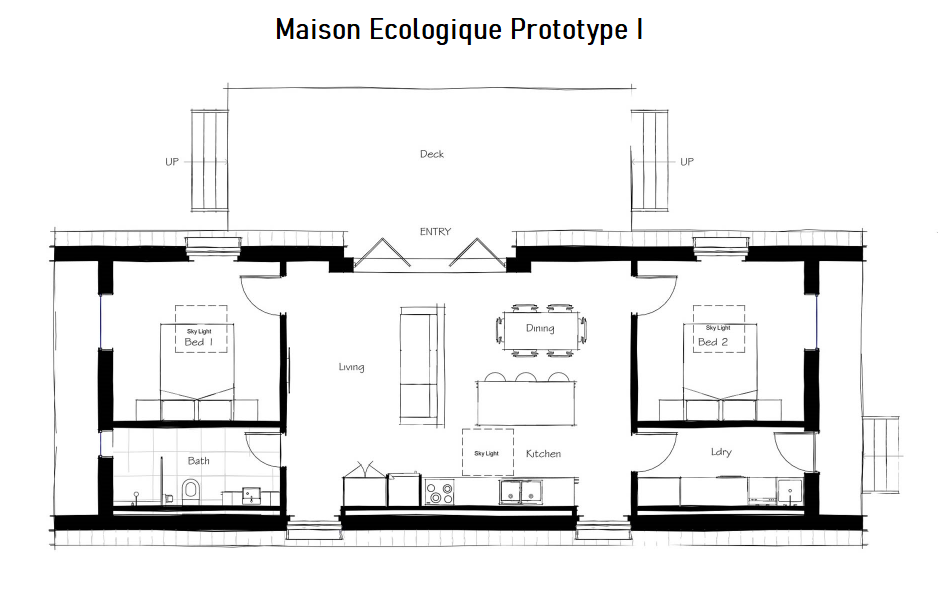 Maison Ecologique Prototype I
Deck
UP
UP
ENTRY
Sky Light
Bed 1
Living
Dining
Sky Light
Bed 2
Bath
Sky Light
Kitchen
Ldry